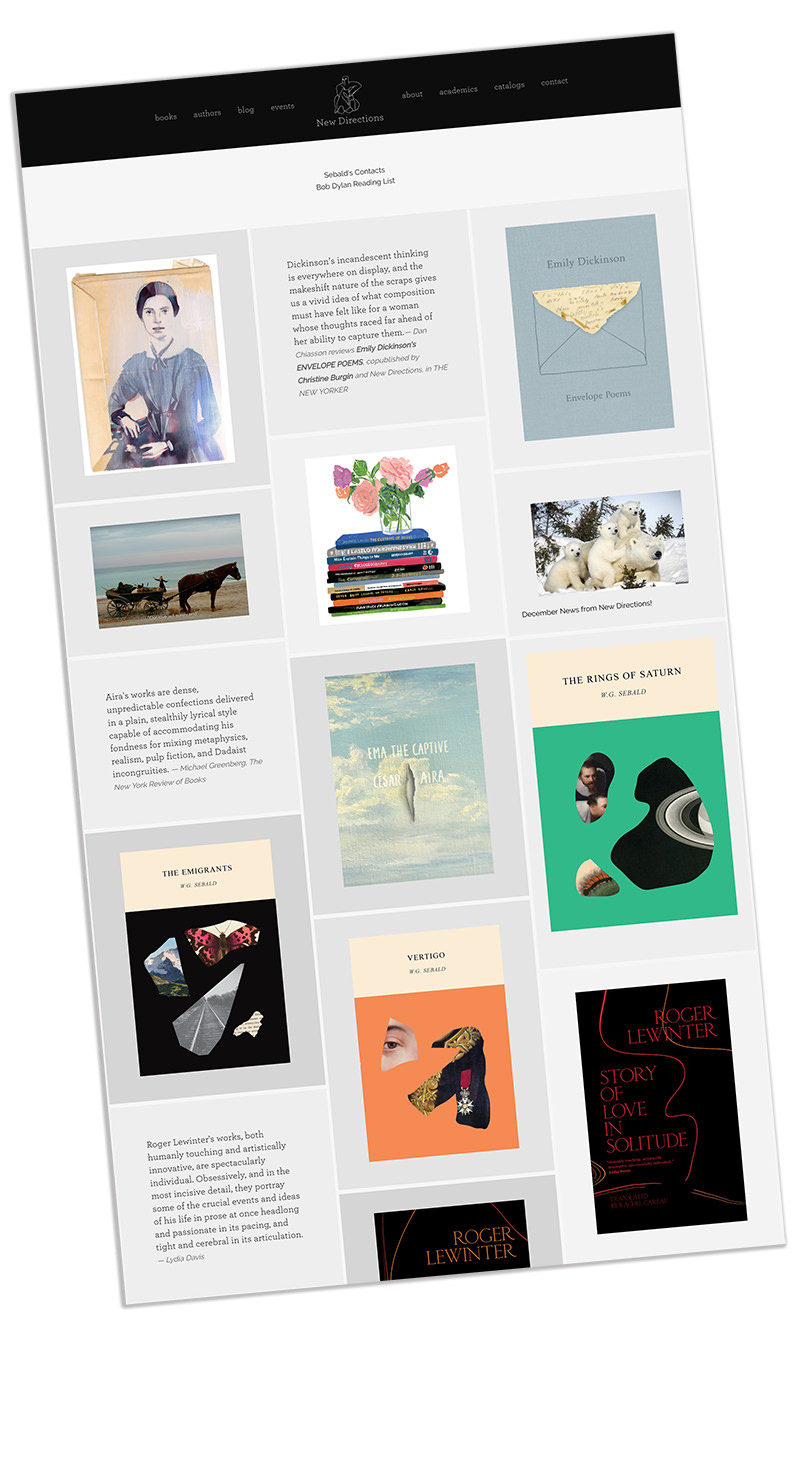 books authors blog events
New Directions
about academics catalogs contact
Sebald's Contacts
Bob Dylan Reading List
Dickinson's incandescent thinking
is everywhere on display, and the
makeshift nature of the scraps gives
us a vivid idea of what composition
must have felt like for a woman
whose thoughts raced far ahead of
her ability to capture them. — Dan
Chiasson reviews Emily Dickinson's
ENVELOPE POEMS, copublished by
Christine Burgin and New Directions, in THE
NEW YORKER
Emily Dickinson
Envelope Poems
December News from New Directions!
Aira's works are dense,
unpredictable confections delivered
in a plain, stealthily lyrical style
capable of accommodating his
fondness for mixing metaphysics,
realism, pulp fiction, and Dadaist
incongruities. — Michael Greenberg, The
New York Review of Books
EMA THE CAPTIVE
CÉSAR AIRA
THE RINGS OF SATURN
W.G. SEBALD
THE EMIGRANTS
W.G. SEBALD
VERTIGO
W.G. SEBALD
ROGER
LEWINTER
STORY
OF
LOVE
IN
SOLITUDE
TRANSLATED
BY RACHEL CAREAU
Roger Lewinter's works, both
humanly touching and artistically
innovative, are spectacularly
individual. Obsessively, and in the
most incisive detail, they portray
some of the crucial events and ideas
of his life in prose at once headlong
and passionate in its pacing, and
tight and cerebral in its articulation.
— Lydia Davis
ROGER
LEWINTER